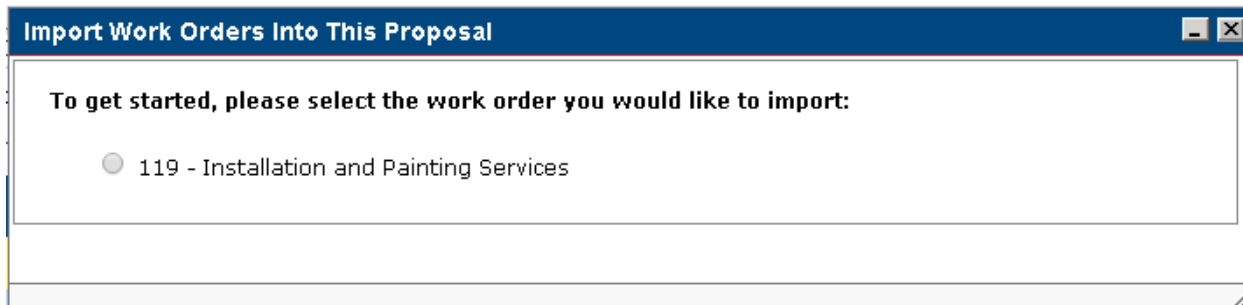 Import Work Orders Into This Proposal
To get started, please select the work order you would like to import:
119 - Installation and Painting Services